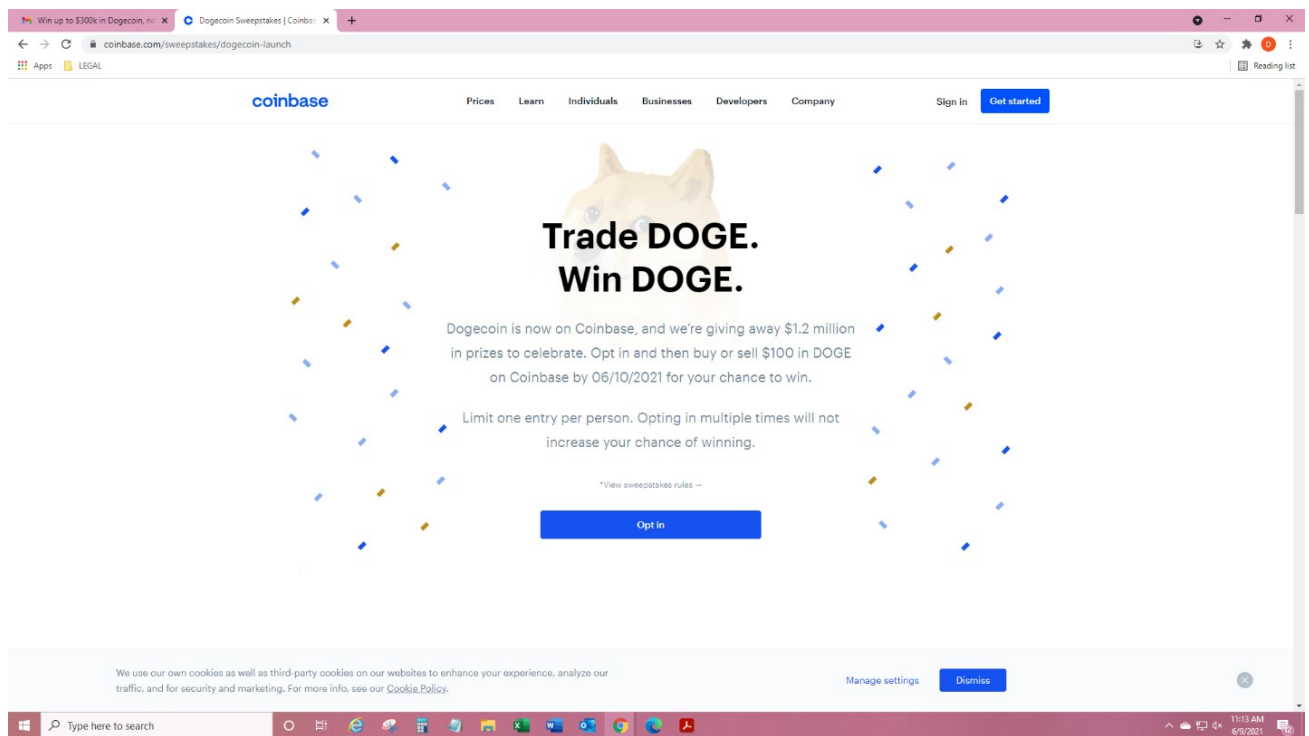 Win up to $300k in Dogecoin, no
Dogecoin Sweepstakes | Coinbas
coinbase.com/sweepstakes/dogecoin-launch
D
Apps
LEGAL
Reading list
coinbase
Prices
Learn
Individuals
Businesses
Developers
Company
Sign in
Get started
Trade DOGE.
Win DOGE.
Dogecoin is now on Coinbase, and we're giving away $1.2 million
in prizes to celebrate. Opt in and then buy or sell $100 in DOGE
on Coinbase by 06/10/2021 for your chance to win.
Limit one entry per person. Opting in multiple times will not
increase your chance of winning.
*View sweepstakes rules
Opt in
We use our own cookies as well as third-party cookies on our websites to enhance your experience, analyze our
traffic, and for security and marketing. For more info, see our Cookie Policy.
Manage settings
Dismiss
Type here to search
11:13 AM
6/9/2021